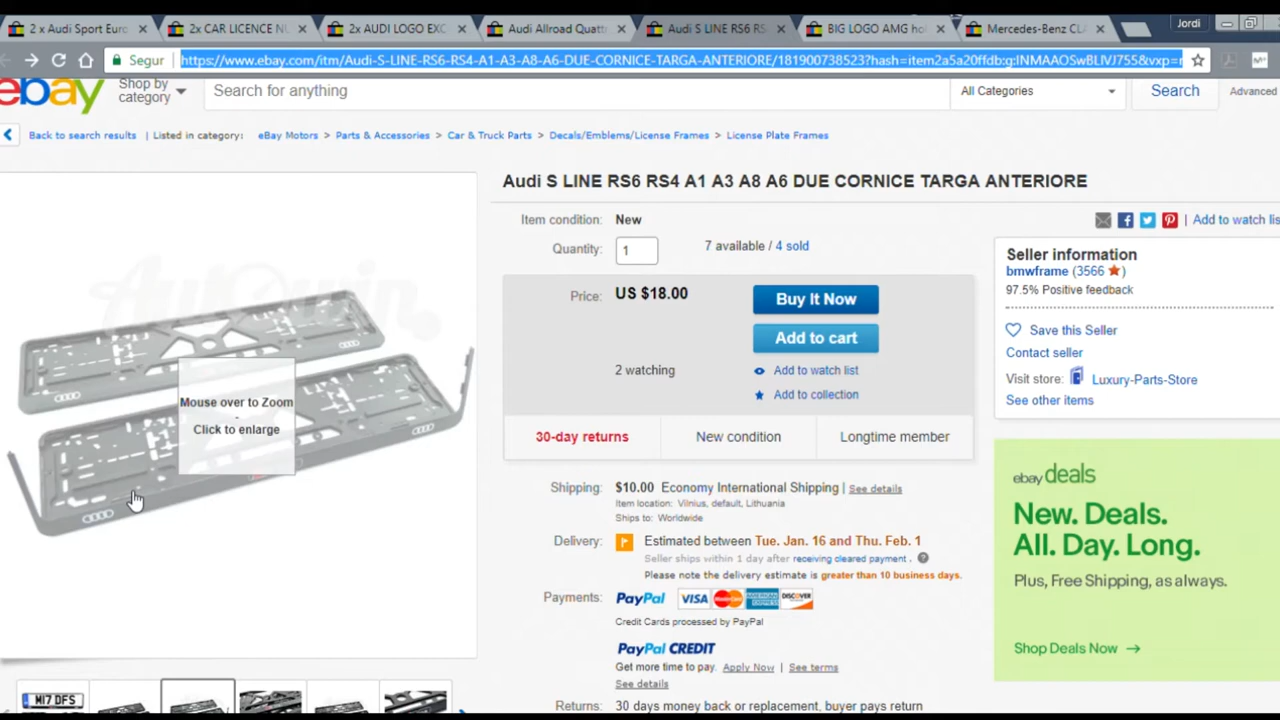 2 x Audi Sport Euro
2x CAR LICENCE NU
2x AUDI LOGO EXC
Audi Allroad Quatt
Audi S LINE RS6 RS
BIG LOGO AMG hol
Mercedes-Benz CLA
Jordi
Segur
https://www.ebay.com/itm/Audi-S-LINE-RS6-RS4-A1-A3-A8-A6-DUE-CORNICE-TARGA-ANTERIORE/181900738523?hash=item2a5a20ffdb:g:
ebay
Shop by
category
Search for anything
All Categories
Search
Advanced
Back to search results | Listed in category: eBay Motors > Parts & Accessories > Car & Truck Parts > Decals/Emblems/License Frames > License Plate Frames
Audi S LINE RS6 RS4 A1 A3 A8 A6 DUE CORNICE TARGA ANTERIORE
Item condition: New
| Add to watch lis
Quantity: 1
7 available / 4 sold
Price: US $18.00
Buy It Now
Add to cart
2 watching
Add to watch list
Add to collection
30-day returns
New condition
Longtime member
Seller information
bmwframe (3566 ★)
97.5% Positive feedback
Save this Seller
Contact seller
Visit store: Luxury-Parts-Store
See other items
Mouse over to Zoom
-
Click to enlarge
Shipping: $10.00 Economy International Shipping | See details
Item location: Vilnius, default, Lithuania
Ships to: Worldwide
Delivery: Estimated between Tue. Jan. 16 and Thu. Feb. 1
Seller ships within 1 day after receiving cleared payment . ?
Please note the delivery estimate is greater than 10 business days.
Payments: PayPal VISA MasterCard AMERICAN EXPRESS DISCOVER
Credit Cards processed by PayPal
PayPal CREDIT
Get more time to pay. Apply Now | See terms
See details
Returns: 30 days money back or replacement, buyer pays return
ebay deals
New. Deals.
All. Day. Long.
Plus, Free Shipping, as always.
Shop Deals Now →
M17 DFS